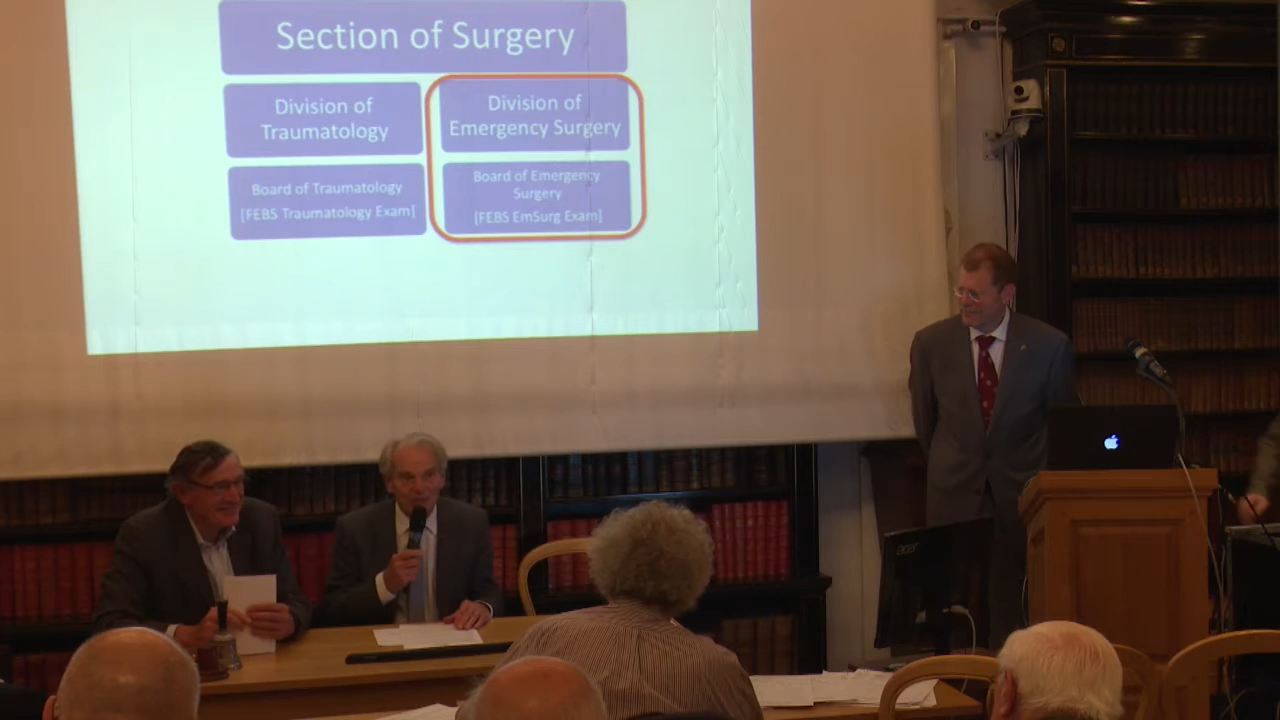 Section of Surgery
Division of
Traumatology
Division of
Emergency Surgery
Board of Traumatology
[FEBS Traumatology Exam]
Board of Emergency
Surgery
[FEBS EmSurg Exam]
acer